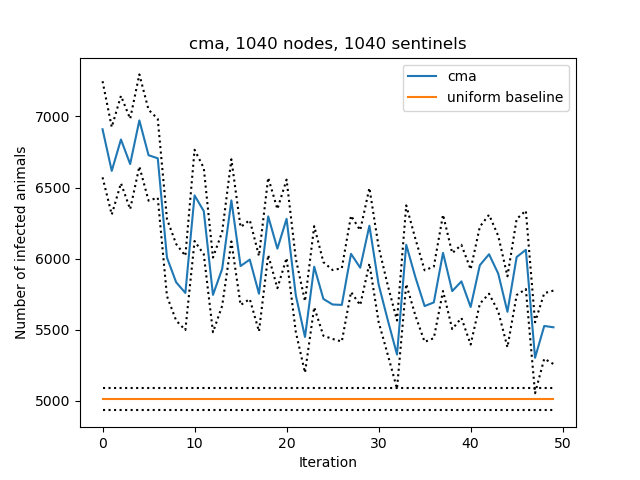 cma, 1040 nodes, 1040 sentinels
cma
uniform baseline
Number of infected animals
7000
6500
6000
5500
5000
0 10 20 30 40 50
Iteration